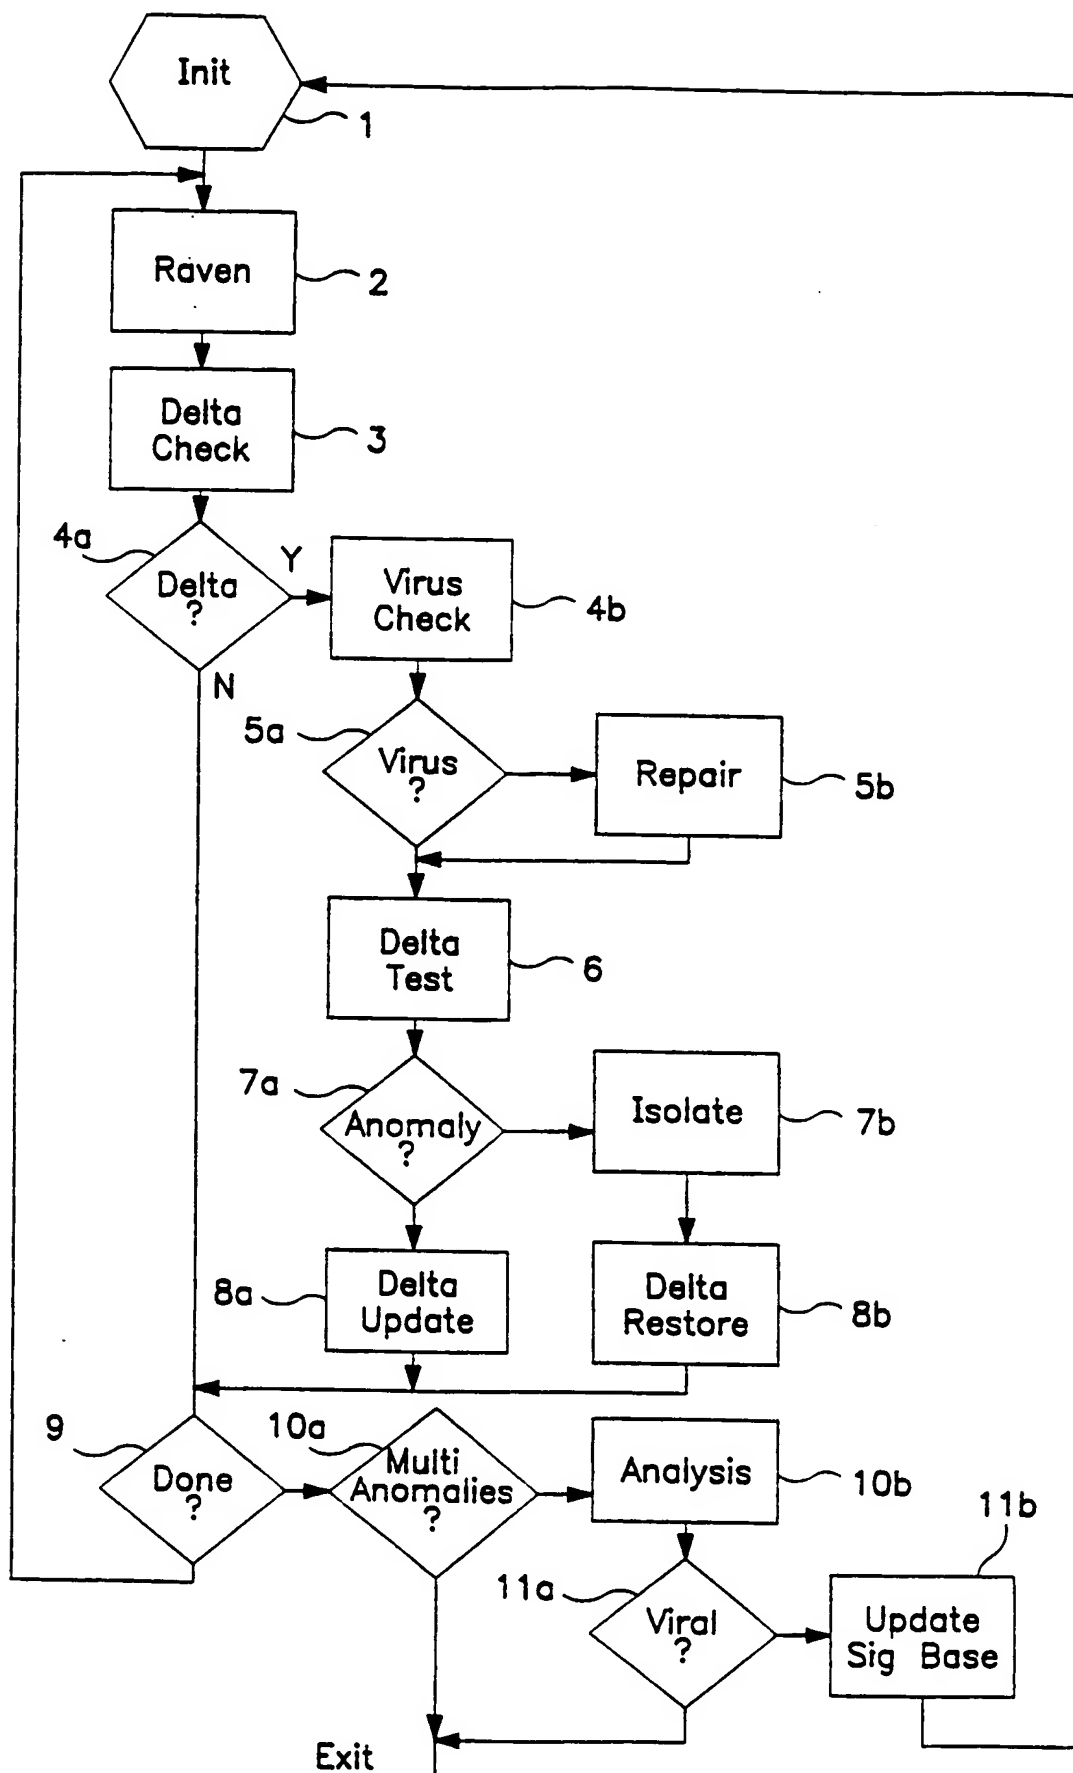 Init
1
Raven
2
Delta
Check
3
4a
Delta
?
Y
N
Virus
Check
4b
5a
Virus
?
Repair
5b
Delta
Test
6
7a
Anomaly
?
Isolate
7b
8a
Delta
Update
Delta
Restore
8b
9
Done
?
10a
Multi
Anomalies
?
Analysis
10b
11a
Viral
?
11b
Update
Sig Base
Exit